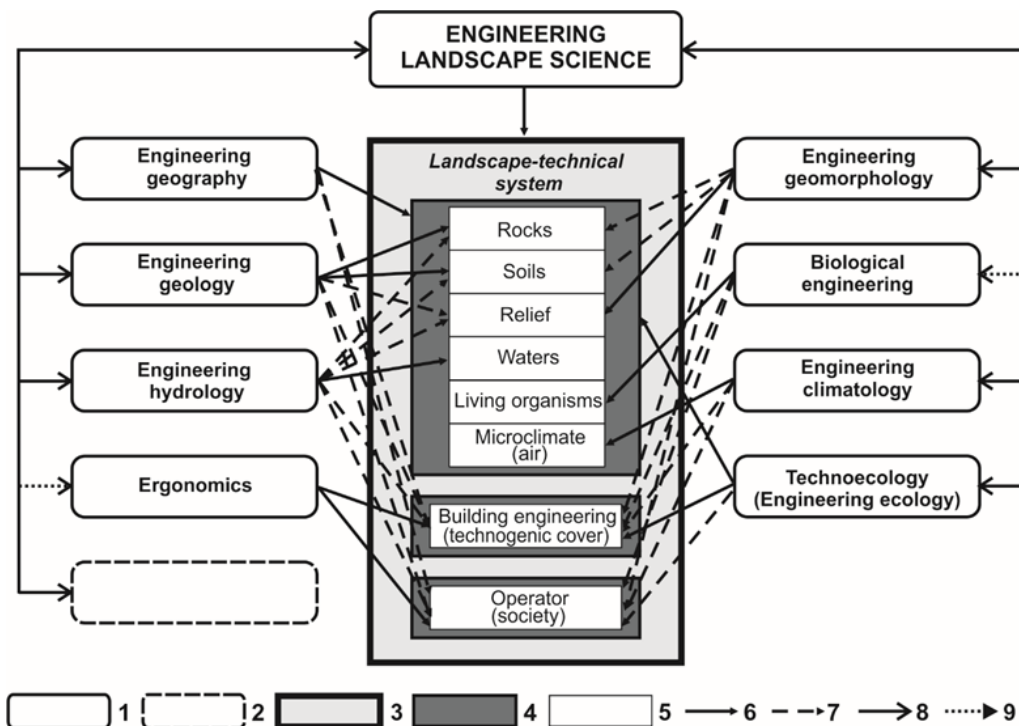 ENGINEERING
LANDSCAPE SCIENCE
Landscape-technical
system
Engineering
geography
Engineering
geology
Engineering
hydrology
Ergonomics
Rocks
Soils
Relief
Waters
Living organisms
Microclimate
(air)
Building engineering
(technogenic cover)
Operator
(society)
Engineering
geomorphology
Biological
engineering
Engineering
climatology
Technoecology
(Engineering ecology)
1 2 3 4 5 6 7 8 9